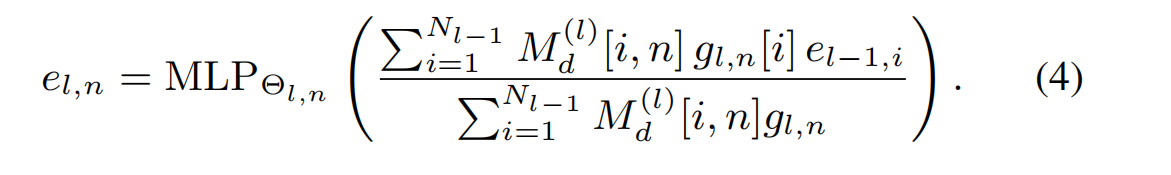 $e_{l,n} = \mathrm{MLP}_{\Theta_{l,n}} \left( \frac{\sum_{i=1}^{N_{l-1}} M_d^{(l)}[i,n] \, g_{l,n}[i] \, e_{l-1,i}}{\sum_{i=1}^{N_{l-1}} M_d^{(l)}[i,n] g_{l,n}} \right). \quad (4)$